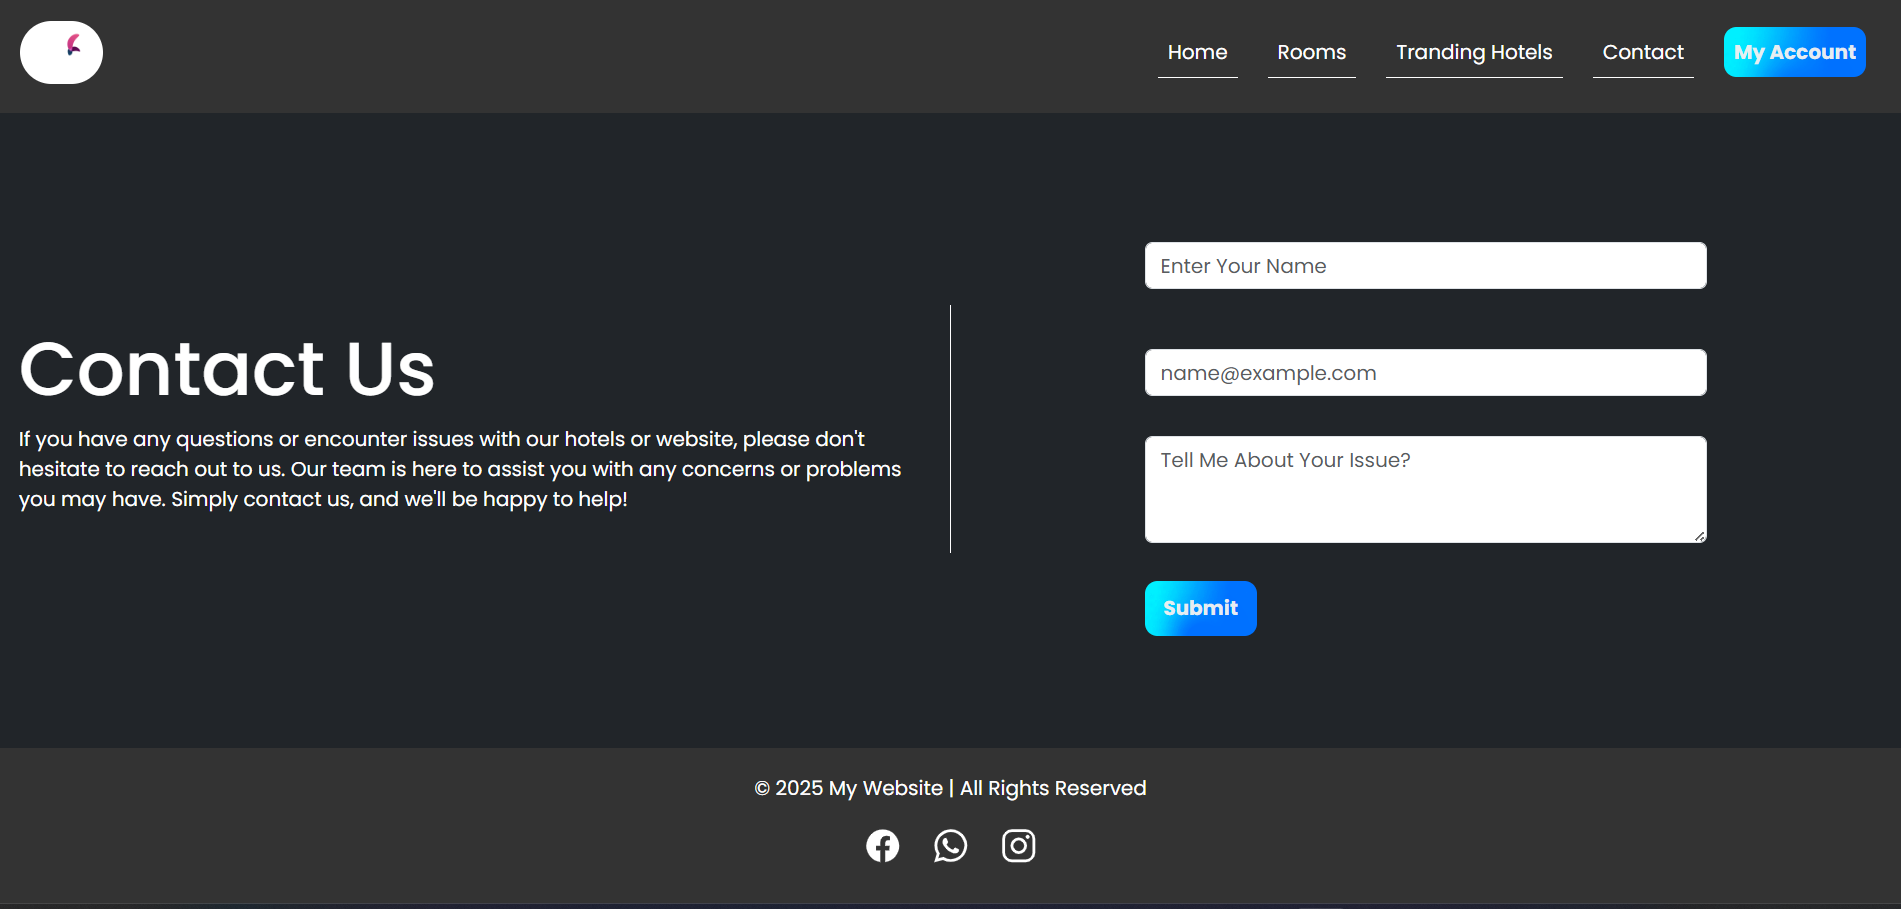 Home Rooms Tranding Hotels Contact My Account
Contact Us
If you have any questions or encounter issues with our hotels or website, please don't
hesitate to reach out to us. Our team is here to assist you with any concerns or problems
you may have. Simply contact us, and we'll be happy to help!
Enter Your Name
name@example.com
Tell Me About Your Issue?
Submit
© 2025 My Website | All Rights Reserved